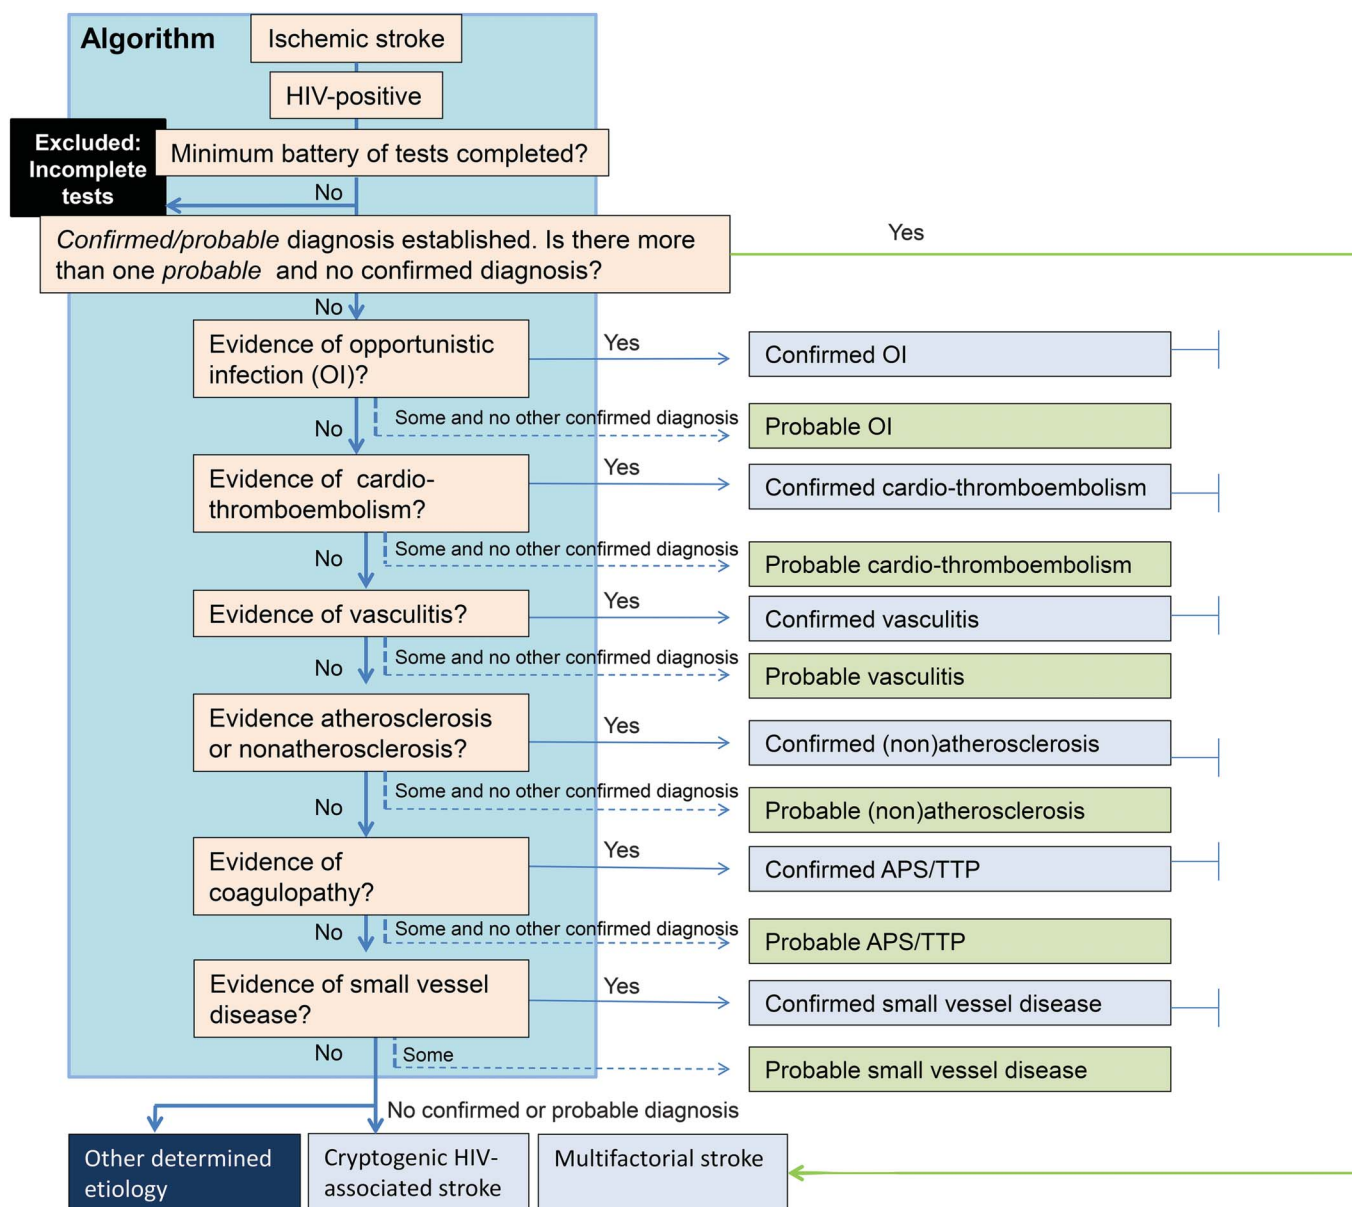 Algorithm
Ischemic stroke
HIV-positive
Excluded:
Incomplete
tests
Minimum battery of tests completed?
No
Confirmed/probable diagnosis established. Is there more
than one probable and no confirmed diagnosis?
Yes
No
Evidence of opportunistic
infection (OI)?
Yes
Confirmed OI
No
Some and no other confirmed diagnosis
Probable OI
Evidence of cardio-
thromboembolism?
Yes
Confirmed cardio-thromboembolism
No
Some and no other confirmed diagnosis
Probable cardio-thromboembolism
Evidence of vasculitis?
Yes
Confirmed vasculitis
No
Some and no other confirmed diagnosis
Probable vasculitis
Evidence atherosclerosis
or nonatherosclerosis?
Yes
Confirmed (non)atherosclerosis
No
Some and no other confirmed diagnosis
Probable (non)atherosclerosis
Evidence of
coagulopathy?
Yes
Confirmed APS/TTP
No
Some and no other confirmed diagnosis
Probable APS/TTP
Evidence of small vessel
disease?
Yes
Confirmed small vessel disease
No
Some
Probable small vessel disease
No confirmed or probable diagnosis
Other determined
etiology
Cryptogenic HIV-
associated stroke
Multifactorial stroke